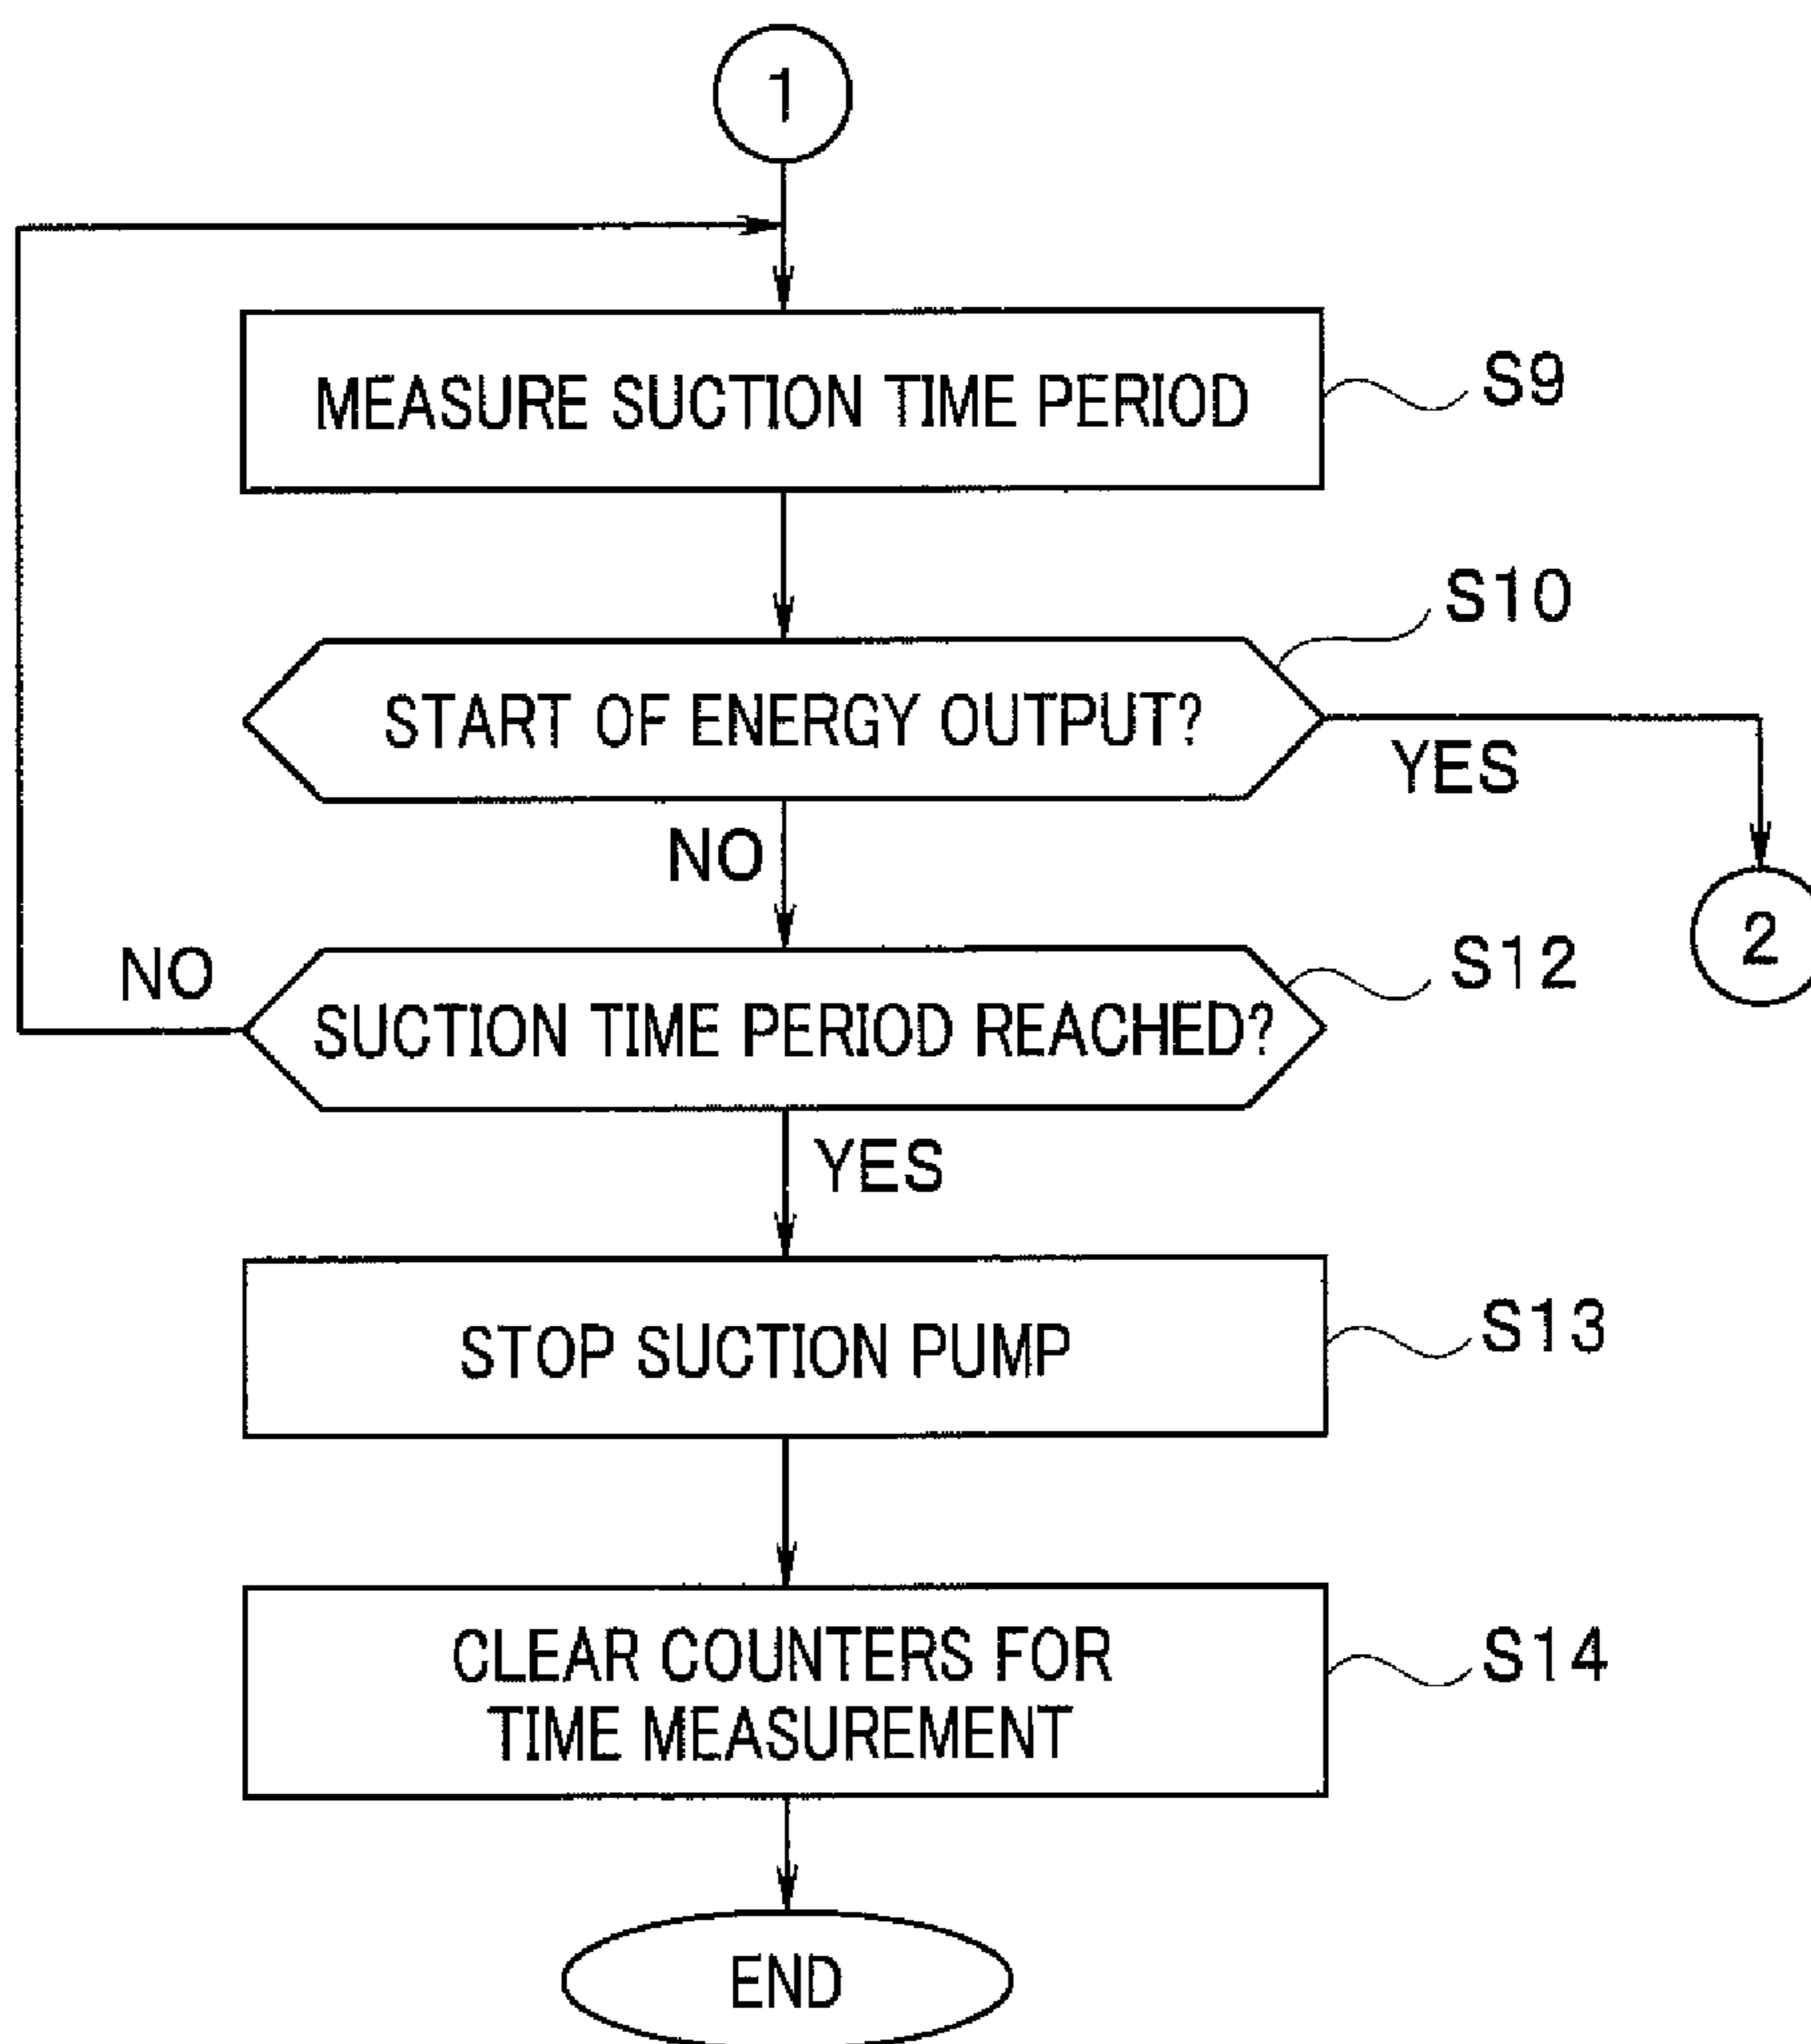 1
MEASURE SUCTION TIME PERIOD
S9
S10
START OF ENERGY OUTPUT?
YES
NO
2
NO
S12
SUCTION TIME PERIOD REACHED?
YES
STOP SUCTION PUMP
S13
CLEAR COUNTERS FOR
TIME MEASUREMENT
S14
END